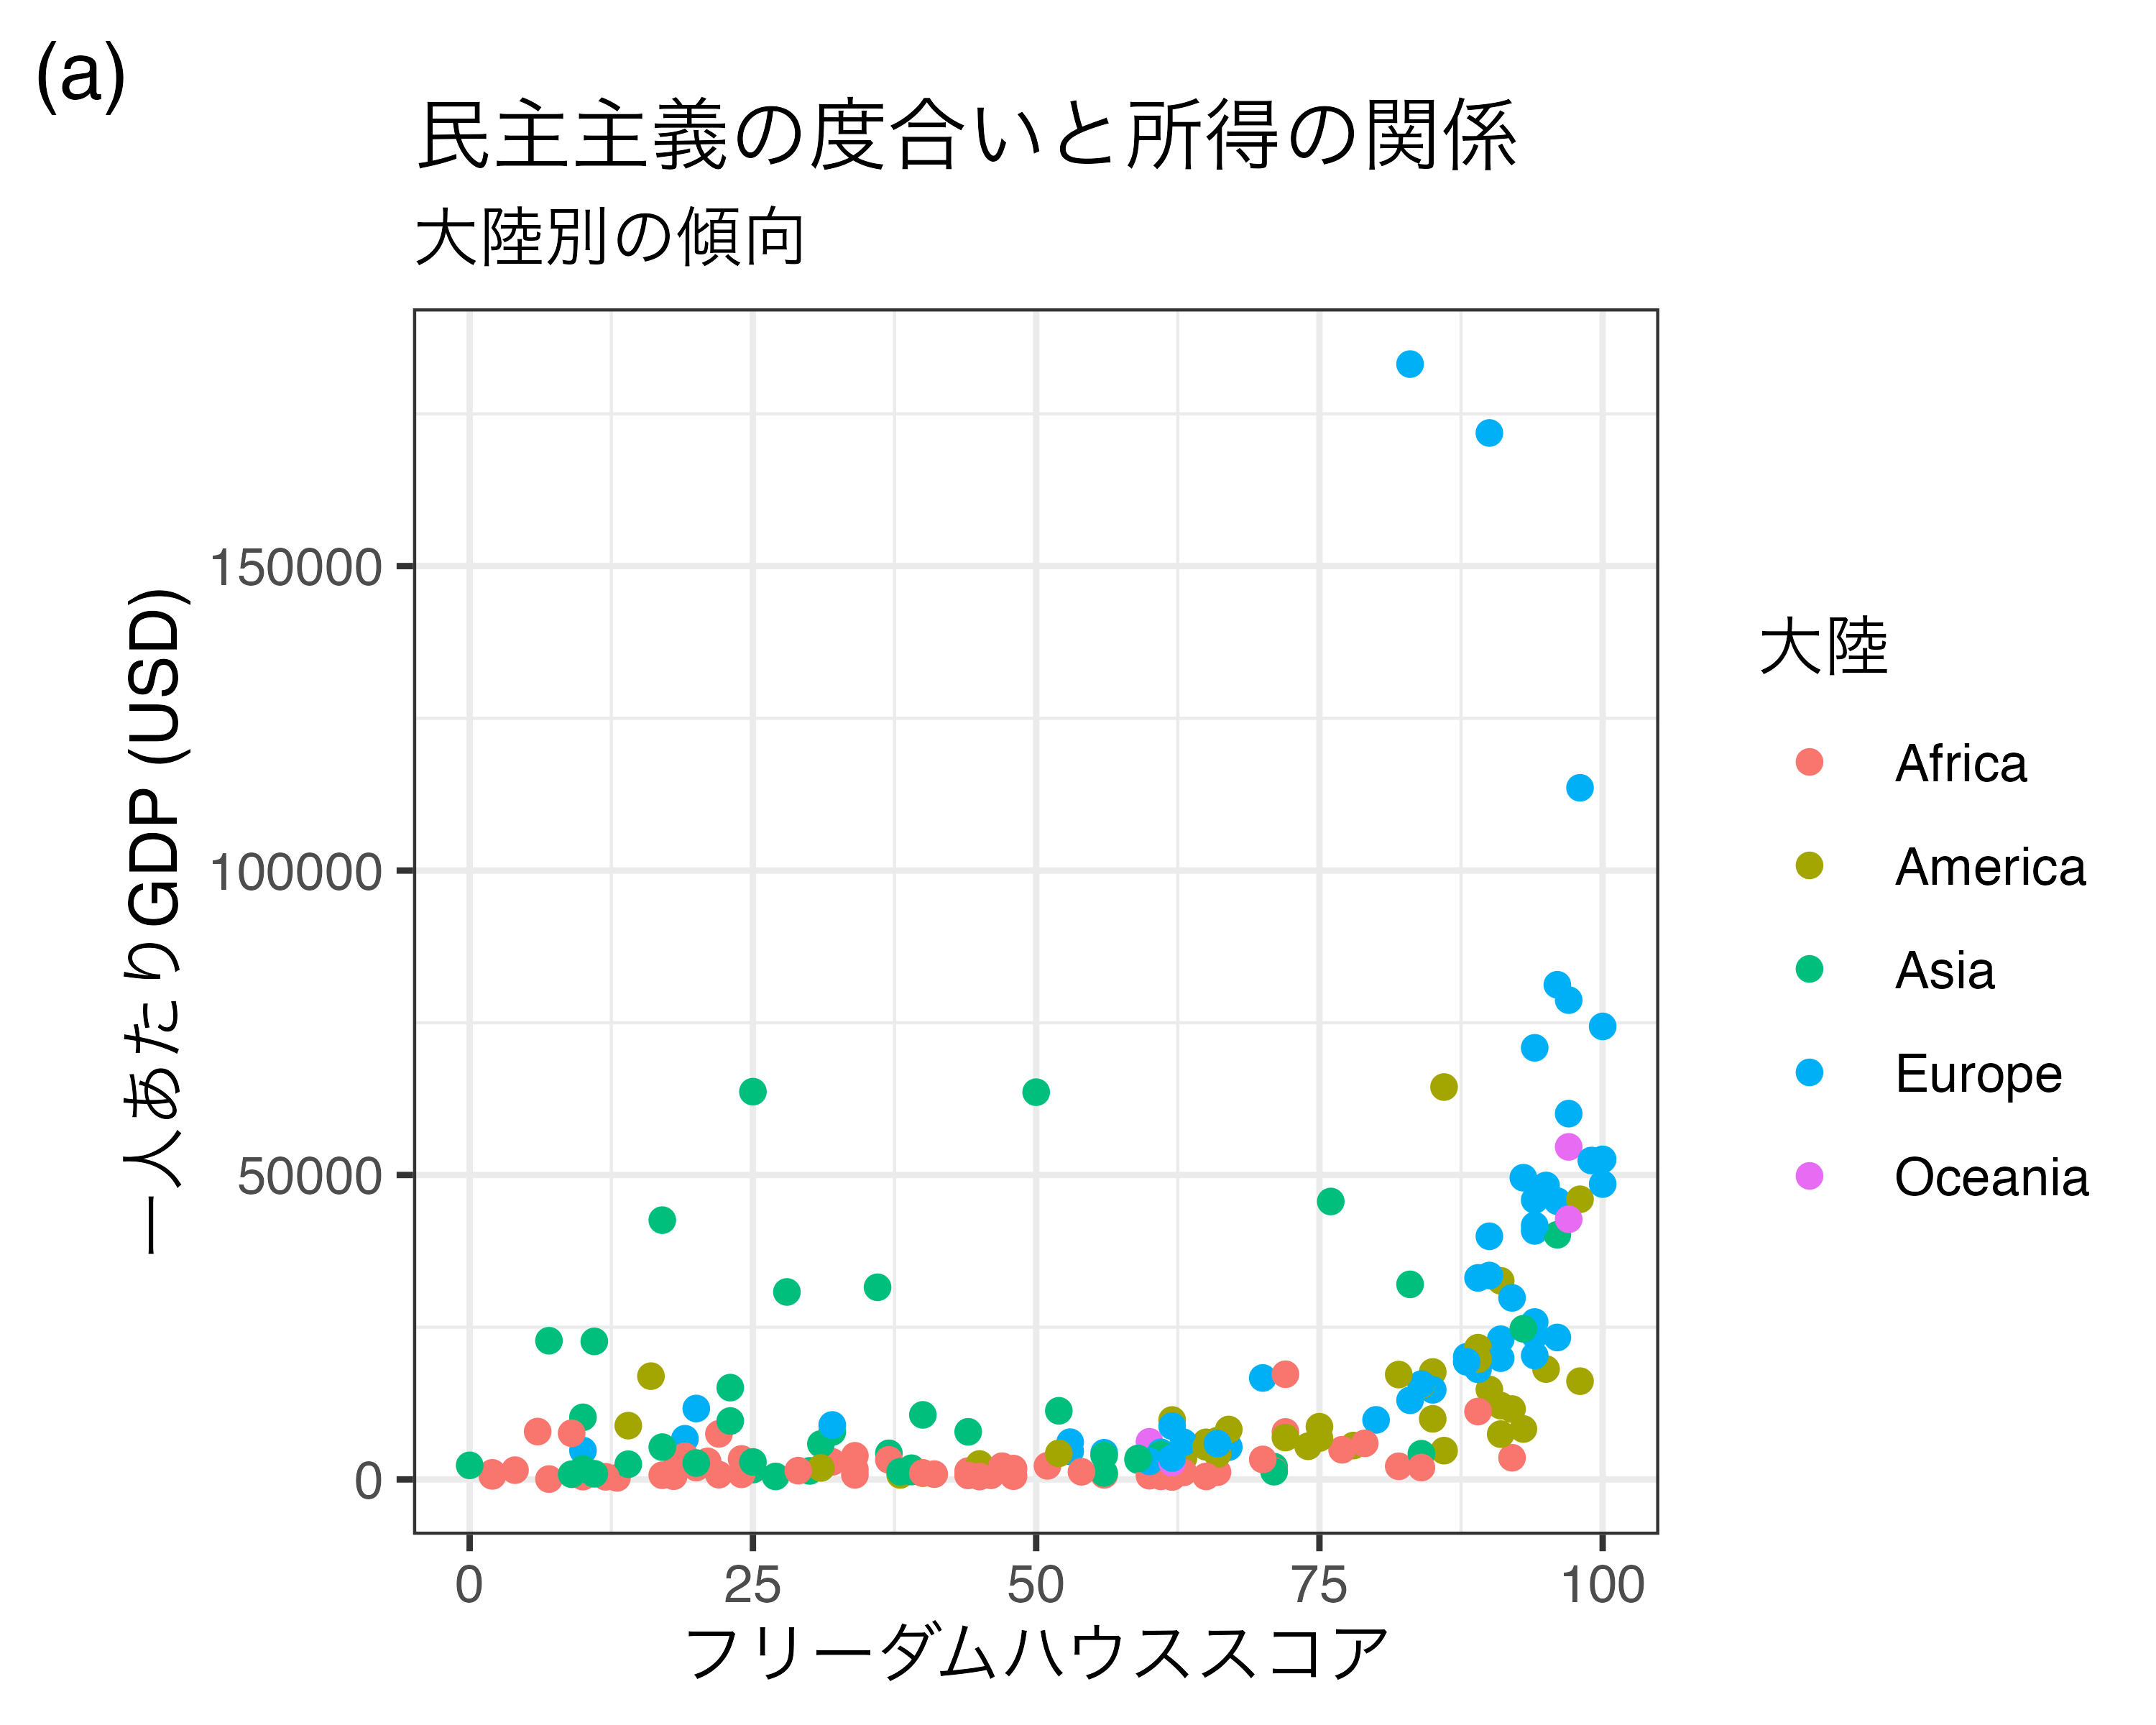 (a)
民主主義の度合いと所得の関係
大陸別の傾向
一人あたりGDP (USD)
150000
100000
50000
0
0 25 50 75 100
フリーダムハウススコア
大陸
Africa
America
Asia
Europe
Oceania